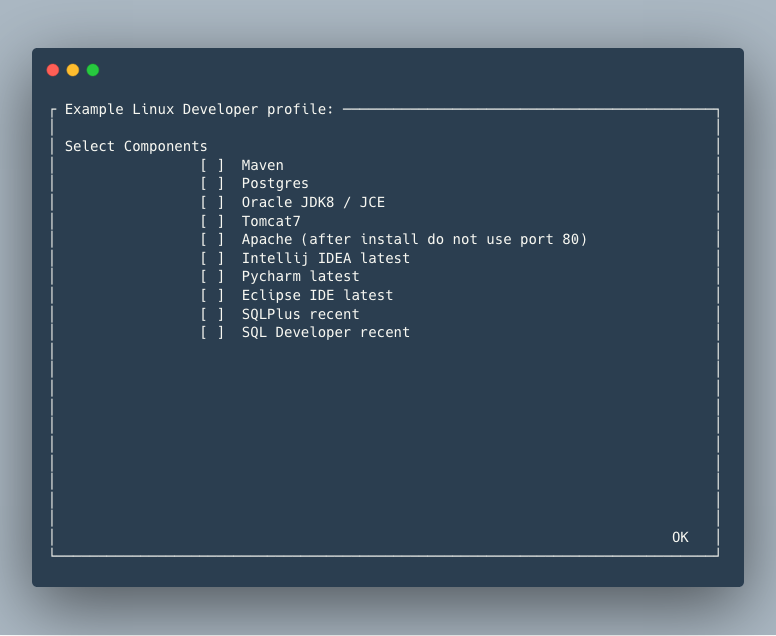 Example Linux Developer profile:
Select Components
[ ] Maven
[ ] Postgres
[ ] Oracle JDK8 / JCE
[ ] Tomcat7
[ ] Apache (after install do not use port 80)
[ ] Intellij IDEA latest
[ ] Pycharm latest
[ ] Eclipse IDE latest
[ ] SQLPlus recent
[ ] SQL Developer recent
OK